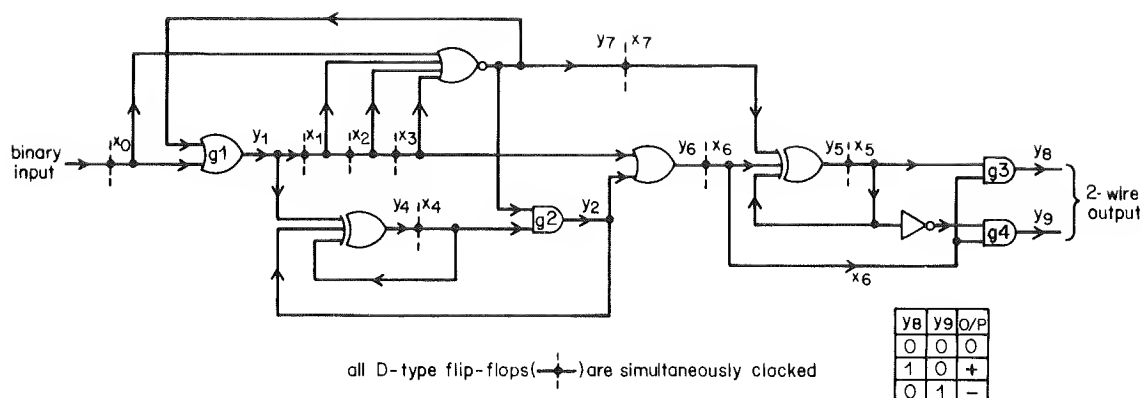 y7 x7
binary input
x0
g1
y1
x1
x2
x3
y4
x4
g2
y2
y6
x6
y5
x5
g3
y8
g4
y9
2-wire output
x6
y8 y9 O/P
0 0 0
1 0 +
0 1 -
all D-type flip-flops( ) are simultaneously clocked